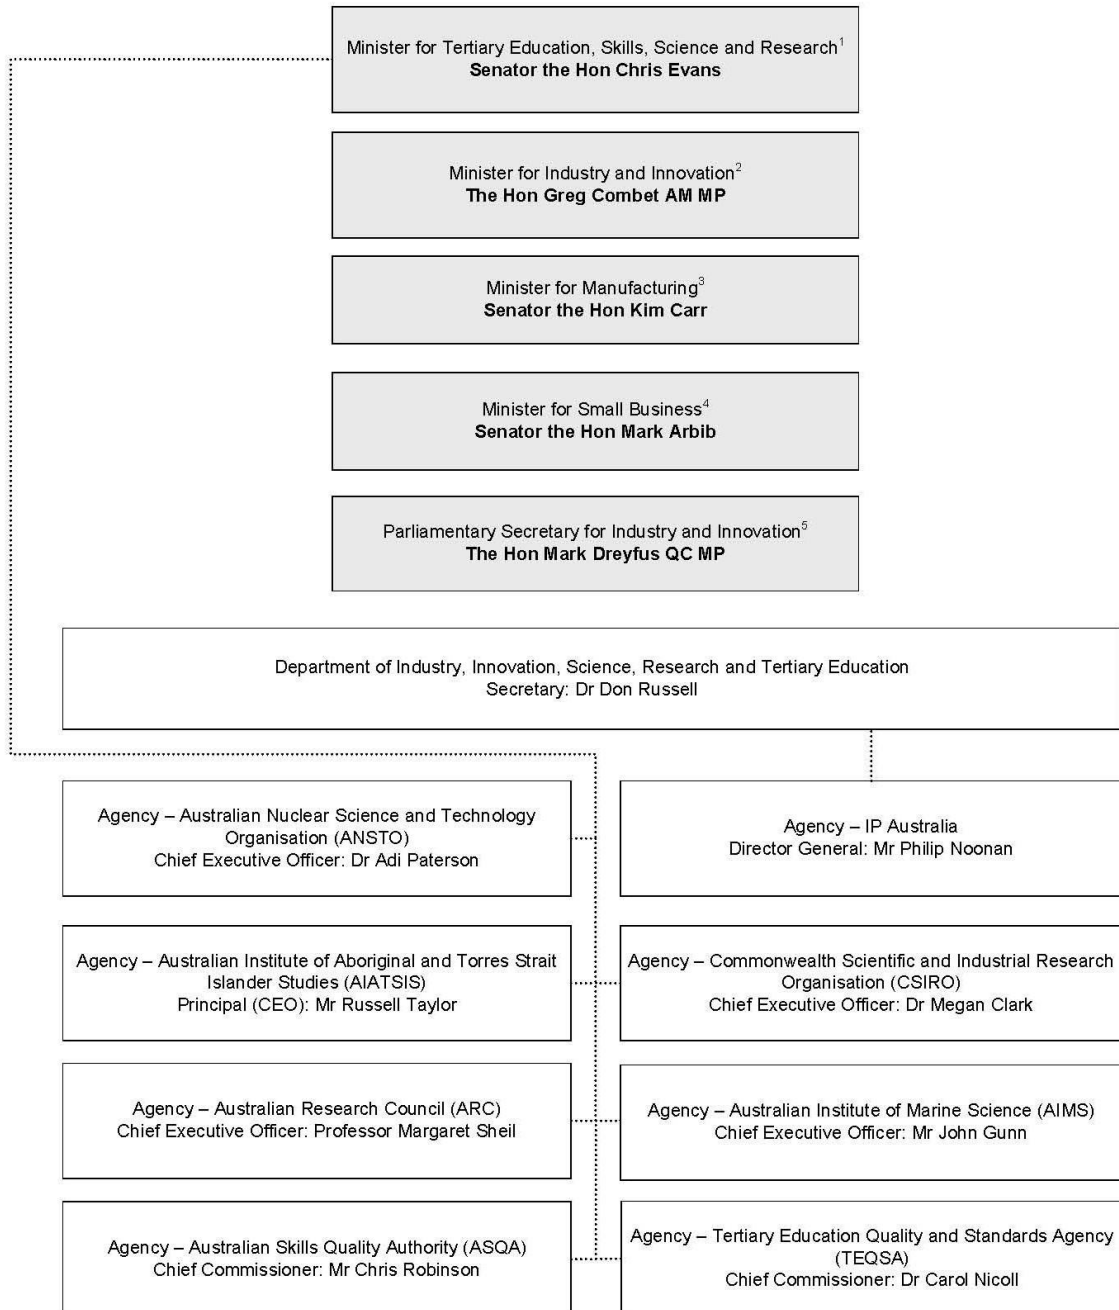 Minister for Tertiary Education, Skills, Science and Research¹
Senator the Hon Chris Evans
Minister for Industry and Innovation²
The Hon Greg Combet AM MP
Minister for Manufacturing³
Senator the Hon Kim Carr
Minister for Small Business⁴
Senator the Hon Mark Arbib
Parliamentary Secretary for Industry and Innovation⁵
The Hon Mark Dreyfus QC MP
Department of Industry, Innovation, Science, Research and Tertiary Education
Secretary: Dr Don Russell
Agency – Australian Nuclear Science and Technology
Organisation (ANSTO)
Chief Executive Officer: Dr Adi Paterson
Agency – IP Australia
Director General: Mr Philip Noonan
Agency – Australian Institute of Aboriginal and Torres Strait
Islander Studies (AIATSIS)
Principal (CEO): Mr Russell Taylor
Agency – Commonwealth Scientific and Industrial Research
Organisation (CSIRO)
Chief Executive Officer: Dr Megan Clark
Agency – Australian Research Council (ARC)
Chief Executive Officer: Professor Margaret Sheil
Agency – Australian Institute of Marine Science (AIMS)
Chief Executive Officer: Mr John Gunn
Agency – Australian Skills Quality Authority (ASQA)
Chief Commissioner: Mr Chris Robinson
Agency – Tertiary Education Quality and Standards Agency
(TEQSA)
Chief Commissioner: Dr Carol Nicoll